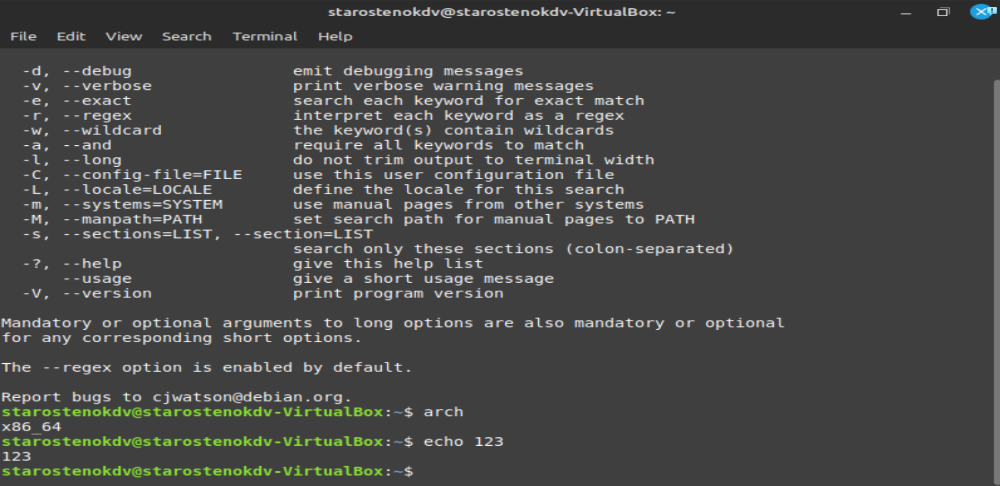 starostenokdv@starostenokdv-VirtualBox: ~
File Edit View Search Terminal Help
-d, --debug emit debugging messages
-v, --verbose print verbose warning messages
-e, --exact search each keyword for exact match
-r, --regex interpret each keyword as a regex
-w, --wildcard the keyword(s) contain wildcards
-a, --and require all keywords to match
-l, --long do not trim output to terminal width
-C, --config-file=FILE use this user configuration file
-L, --locale=LOCALE define the locale for this search
-m, --systems=SYSTEM use manual pages from other systems
-M, --manpath=PATH set search path for manual pages to PATH
-s, --sections=LIST, --section=LIST
search only these sections (colon-separated)
-?, --help give this help list
--usage give a short usage message
-V, --version print program version
Mandatory or optional arguments to long options are also mandatory or optional
for any corresponding short options.
The --regex option is enabled by default.
Report bugs to cjwatson@debian.org.
starostenokdv@starostenokdv-VirtualBox:~$ arch
x86_64
starostenokdv@starostenokdv-VirtualBox:~$ echo 123
123
starostenokdv@starostenokdv-VirtualBox:~$